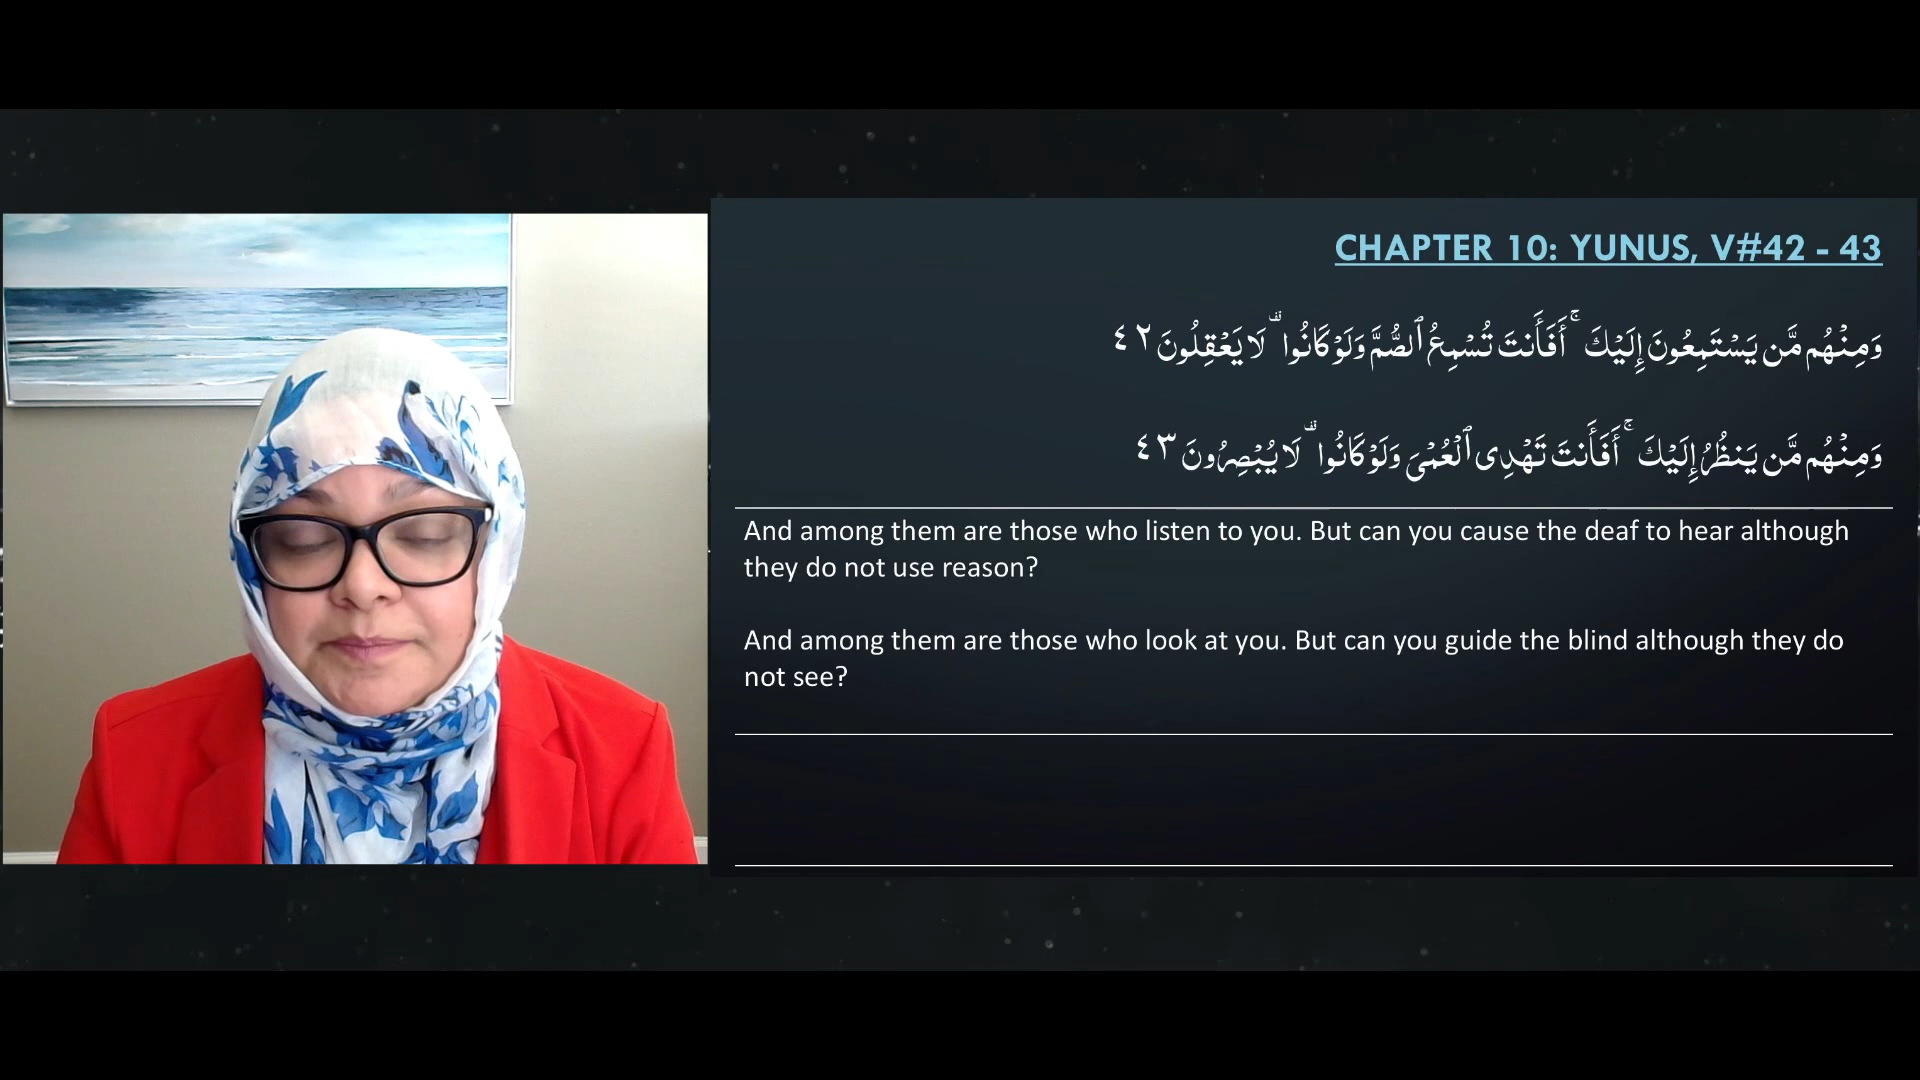 CHAPTER 10: YUNUS, V#42 - 43
وَمِنْهُم مَّن يَسْتَمِعُونَ إِلَيْكَ ۚ أَفَأَنتَ تُسْمِعُ ٱلصُّمَّ وَلَوْ كَانُوا۟ لَا يَعْقِلُونَ ٤٢
وَمِنْهُم مَّن يَنظُرُ إِلَيْكَ ۚ أَفَأَنتَ تَهْدِى ٱلْعُمْىَ وَلَوْ كَانُوا۟ لَا يُبْصِرُونَ ٤٣
And among them are those who listen to you. But can you cause the deaf to hear although
they do not use reason?
And among them are those who look at you. But can you guide the blind although they do
not see?